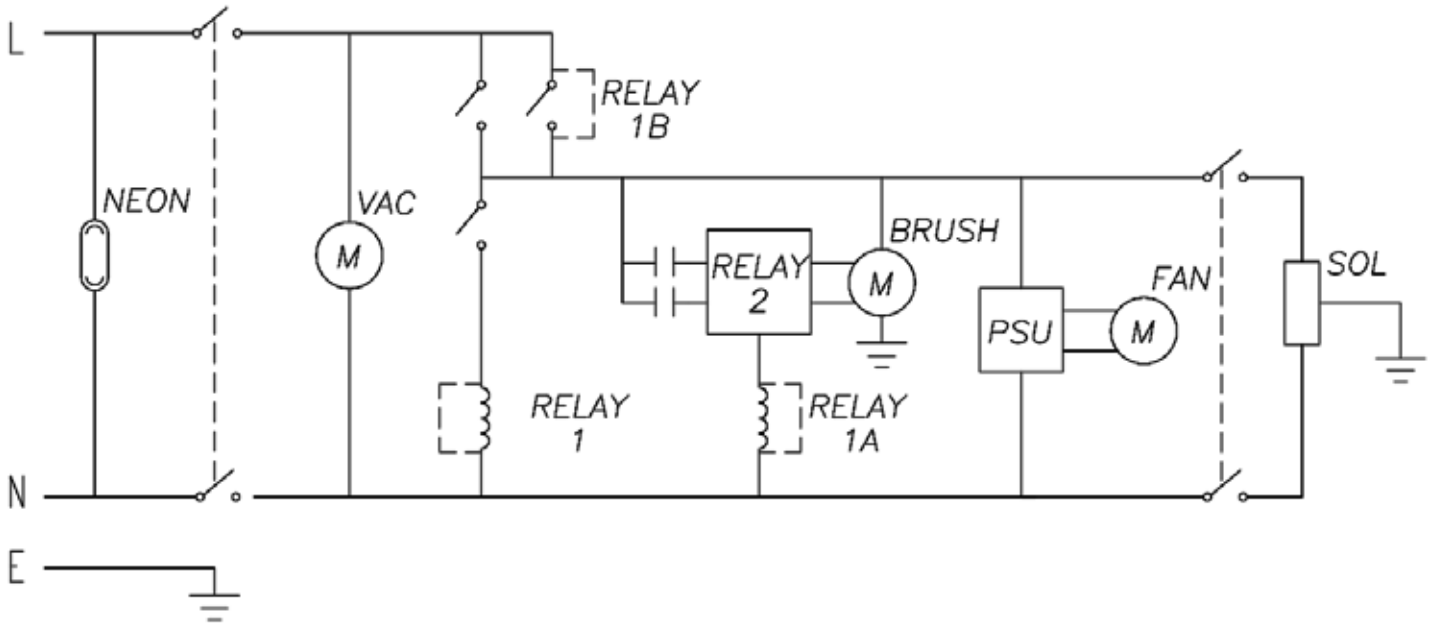 L
NEON
VAC
M
RELAY
1B
RELAY
1
RELAY
2
BRUSH
M
RELAY
1A
PSU
FAN
M
SOL
N
E